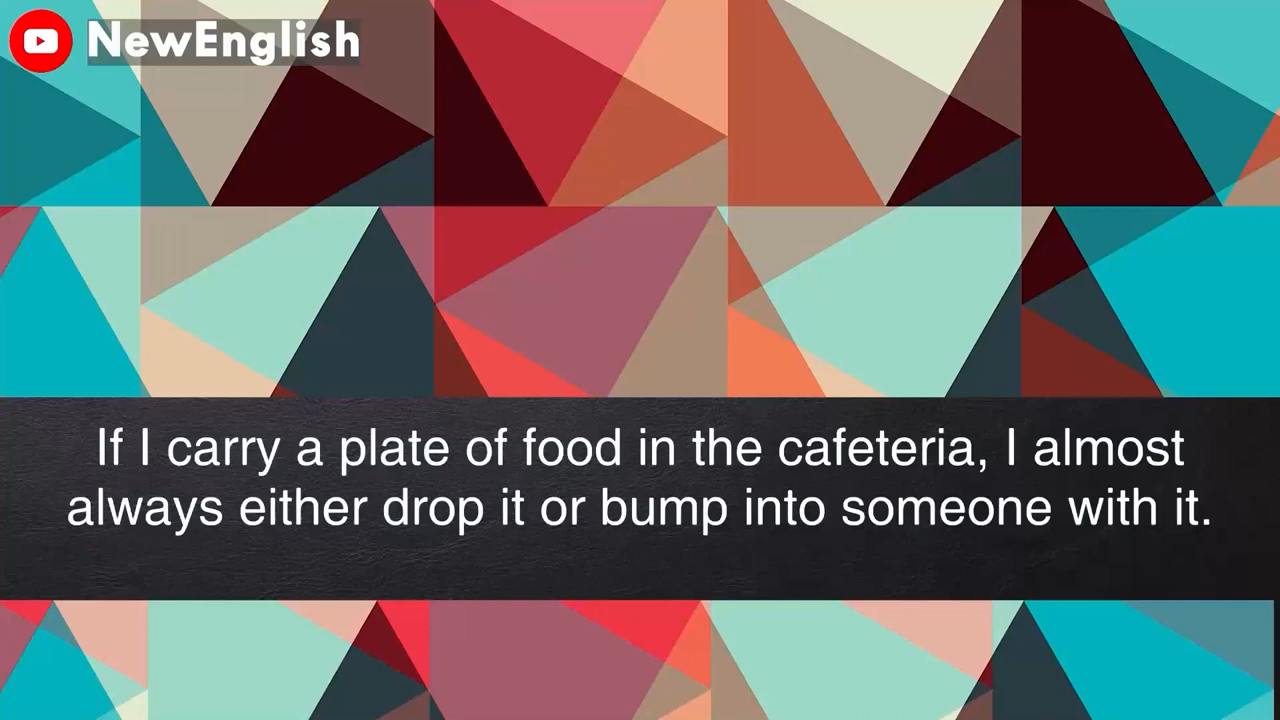 NewEnglish
If I carry a plate of food in the cafeteria, I almost
always either drop it or bump into someone with it.